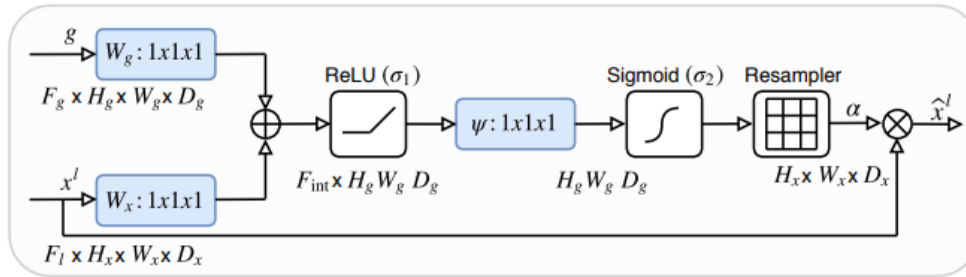 g
W_g : 1x1x1
F_g x H_g x W_g x D_g
x^l
W_x : 1x1x1
F_l x H_x x W_x x D_x
ReLU (σ_1)
F_int x H_g W_g D_g
ψ : 1x1x1
H_g W_g D_g
Sigmoid (σ_2)
Resampler
α
H_x x W_x x D_x
x̂^l